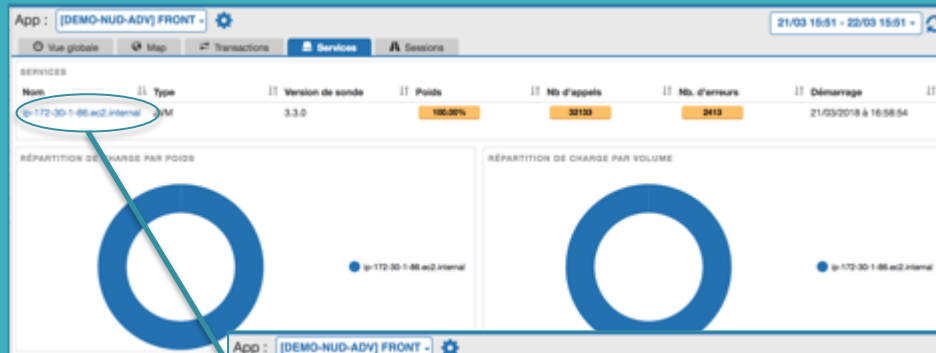 App : [DEMO-NUD-ADV] FRONT
21/03 15:51 - 22/03 15:51
Vue globale Map Transactions Services Sessions
SERVICES
Nom Type Version de sonde Poids Nb d'appels Nb. d'erreurs Démarrage
ip-172-30-1-86.ec2.internal JVM 3.3.0 100.00% 32133 2413 21/03/2018 à 16:58:54
RÉPARTITION DE CHARGE PAR POIDS RÉPARTITION DE CHARGE PAR VOLUME
ip-172-30-1-86.ec2.internal ip-172-30-1-86.ec2.internal
App : [DEMO-NUD-ADV] FRONT